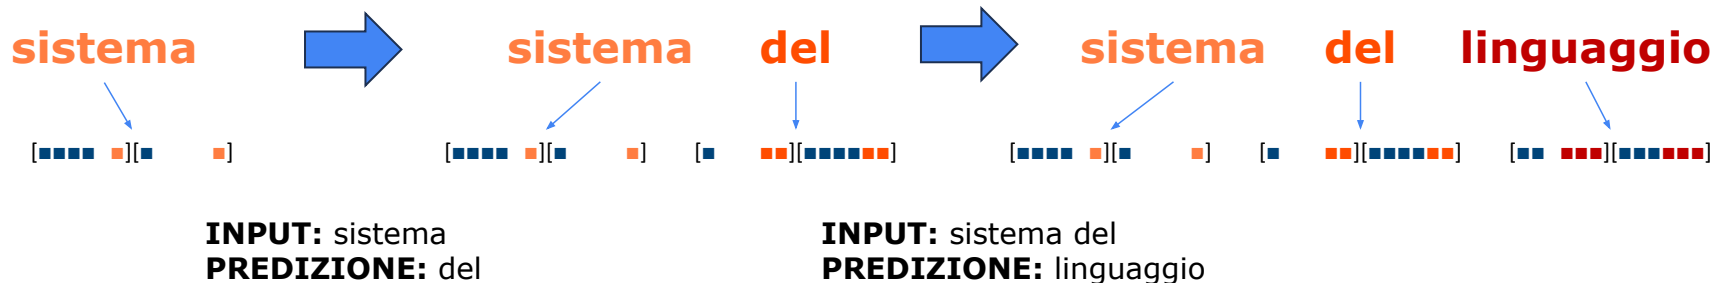 sistema sistema del sistema del linguaggio
[■■■■ ■][■ ■] [■■■■ ■][■ ■] [■ ■■][■■■■■■■] [■■■■ ■][■ ■] [■ ■■][■■■■■■■] [■■ ■■■][■■■■■■]
INPUT: sistema INPUT: sistema del
PREDIZIONE: del PREDIZIONE: linguaggio